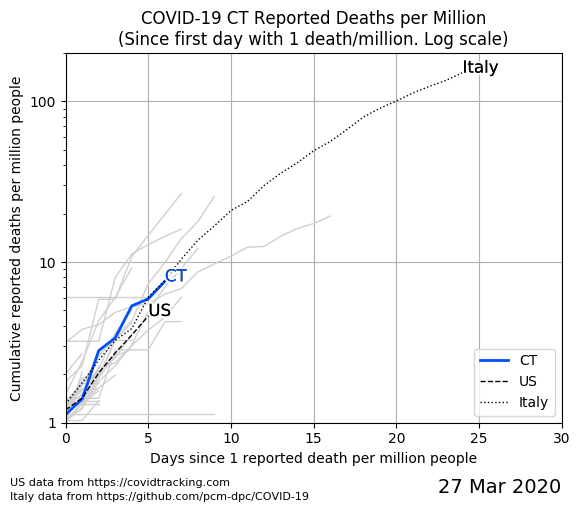 COVID-19 CT Reported Deaths per Million
(Since first day with 1 death/million. Log scale)
Cumulative reported deaths per million people
100
10
1
Italy
CT
US
CT
US
Italy
0 5 10 15 20 25 30
Days since 1 reported death per million people
US data from https://covidtracking.com
Italy data from https://github.com/pcm-dpc/COVID-19
27 Mar 2020